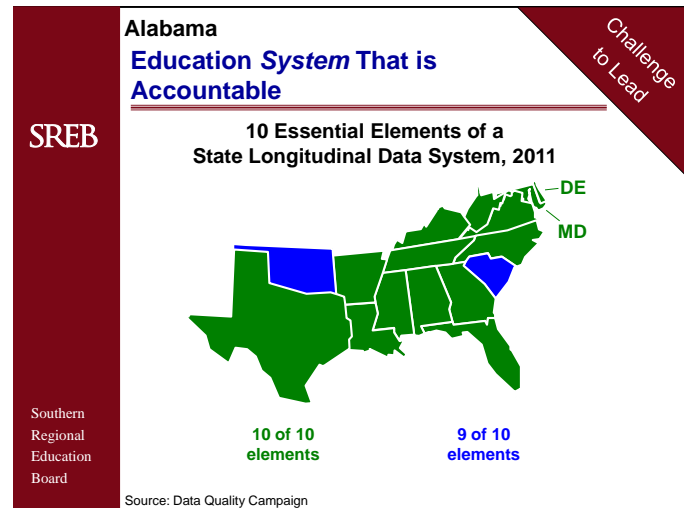 Alabama
Education System That is
Accountable
Challenge
to Lead
SREB
10 Essential Elements of a
State Longitudinal Data System, 2011
DE
MD
10 of 10
elements
9 of 10
elements
Southern
Regional
Education
Board
Source: Data Quality Campaign